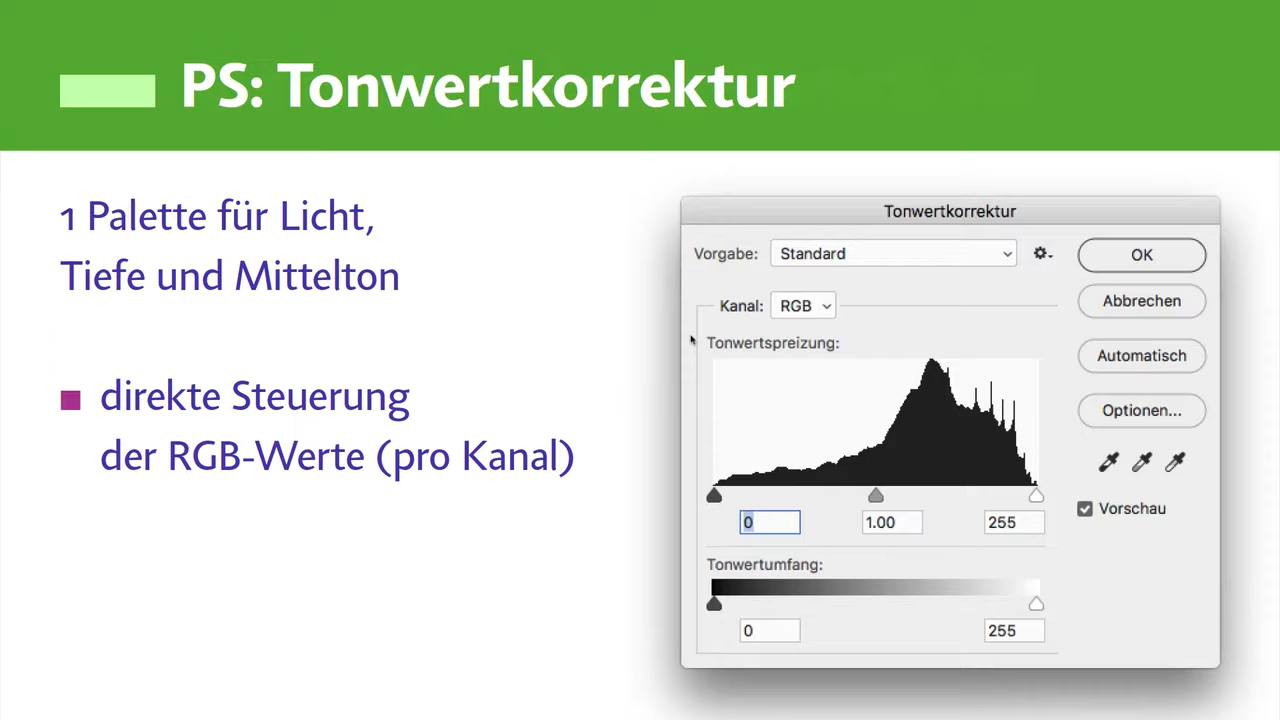 PS: Tonwertkorrektur
1 Palette für Licht,
Tiefe und Mittelton
direkte Steuerung
der RGB-Werte (pro Kanal)
Tonwertkorrektur
Vorgabe: Standard
OK
Kanal: RGB
Abbrechen
Tonwertspreizung:
Automatisch
Optionen...
0 1.00 255
Vorschau
Tonwertumfang:
0 255